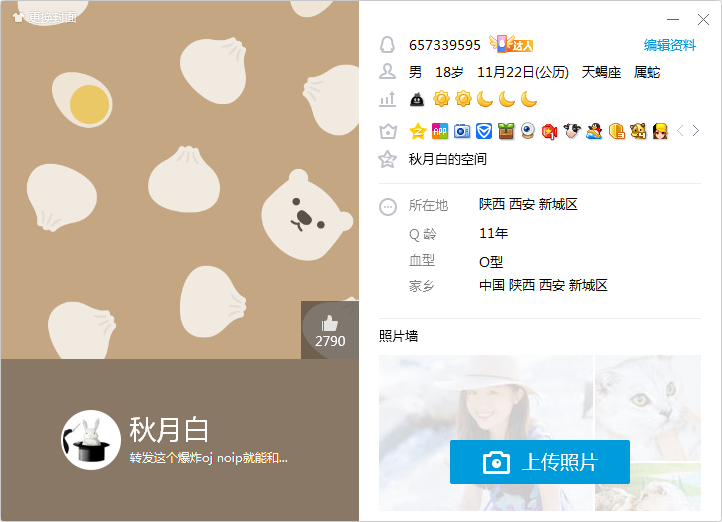 更换封面
2790
秋月白
转发这个爆炸oj noip就能和...
657339595 达人 编辑资料
男 18岁 11月22日(公历) 天蝎座 属蛇
APP
秋月白的空间
所在地 陕西 西安 新城区
Q 龄 11年
血型 O型
家乡 中国 陕西 西安 新城区
照片墙
上传照片